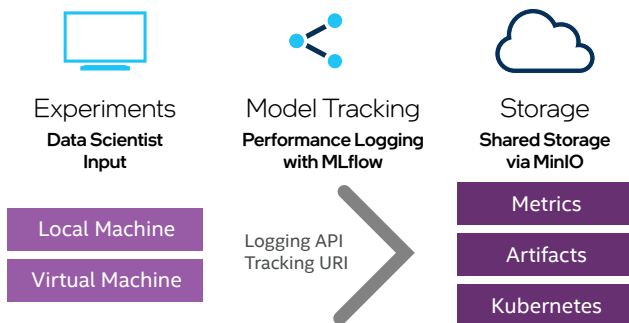 Experiments
Data Scientist
Input
Local Machine
Virtual Machine
Model Tracking
Performance Logging
with MLflow
Logging API
Tracking URI
Storage
Shared Storage
via MinIO
Metrics
Artifacts
Kubernetes